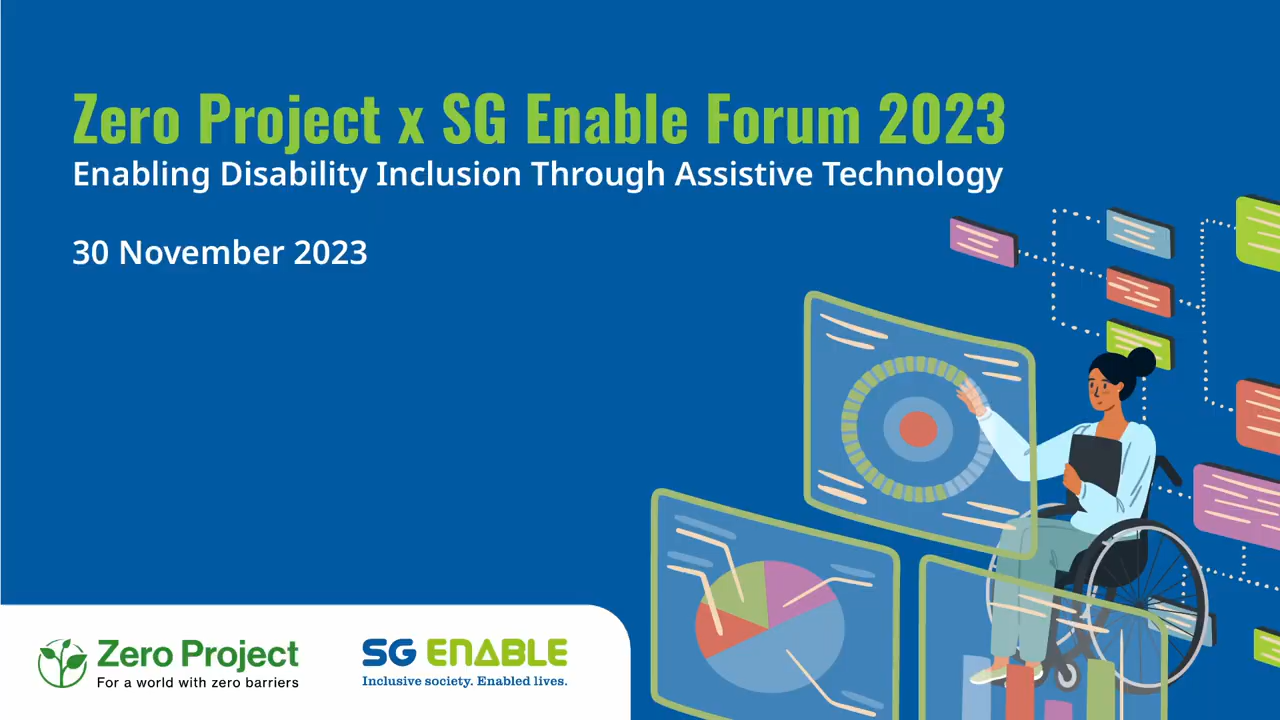 Zero Project x SG Enable Forum 2023
Enabling Disability Inclusion Through Assistive Technology
30 November 2023
Zero Project
For a world with zero barriers
SG ENABLE
Inclusive society. Enabled lives.